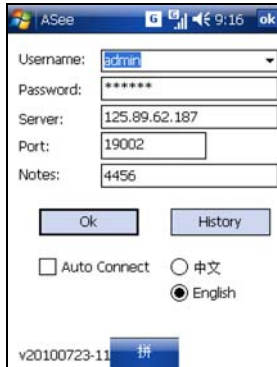 ASee G G 9:16 ok
Username: admin
Password: ******
Server: 125.89.62.187
Port: 19002
Notes: 4456
Ok History
Auto Connect 中文
English
v20100723-11 拼